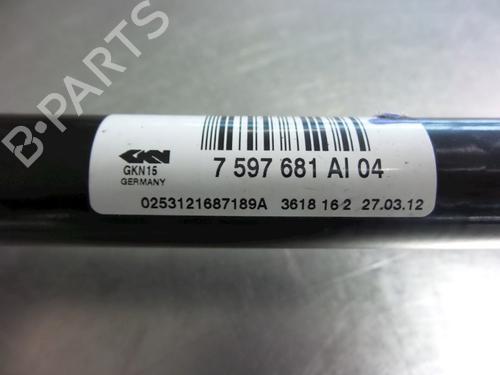 B-PARTS
GKN
GKN15
GERMANY
7 597 681 AI 04
0253121687189A 3618 16 2 27.03.12